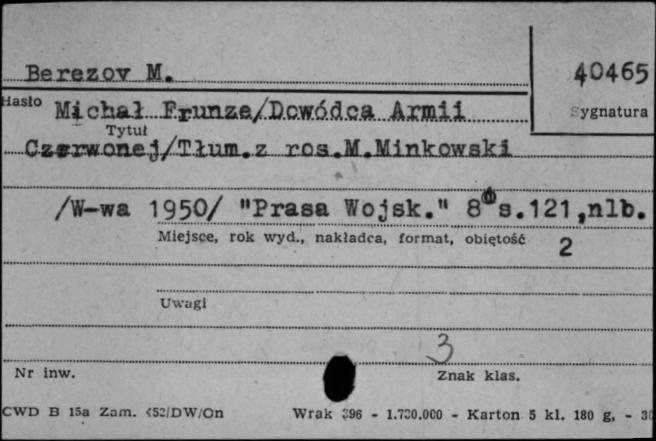 Berezov M.
40465
Hasło
Sygnatura
Michał Frunze/Dowódca Armii
Tytuł
Czerwonej/Tłum.z ros.M.Minkowski
/W-wa 1950/ "Prasa Wojsk." 8° s.121,nlb.
Miejsce, rok wyd., nakładca, format, objętość
2
Uwagi
3
Nr inw.
Znak klas.
CWD B 15a Zam. 452/DW/On Wrak 396 - 1.730.000 - Karton 5 kl. 180 g, - 30